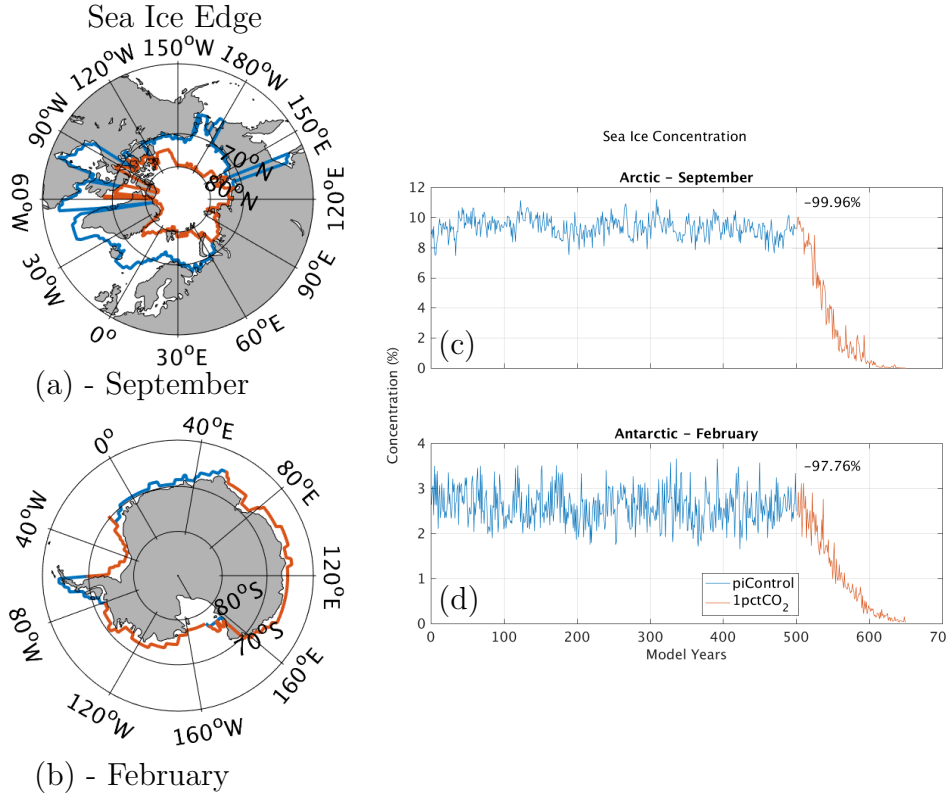 Sea Ice Edge
150°W
120°W
180°W
90°W
150°E
70°N
80°N
60°W
120°E
30°W
90°E
0°
60°E
30°E
(a) - September
40°E
0°
80°E
40°W
120°E
80°S
80°W
70°S
160°E
120°W
160°W
(b) - February
Sea Ice Concentration
Arctic - September
12
-99.96%
10
8
6
4
2
(c)
0
Concentration (%)
Antarctic - February
4
-97.76%
3
2
1
piControl
1pctCO₂
(d)
0
0 100 200 300 400 500 600 70
Model Years